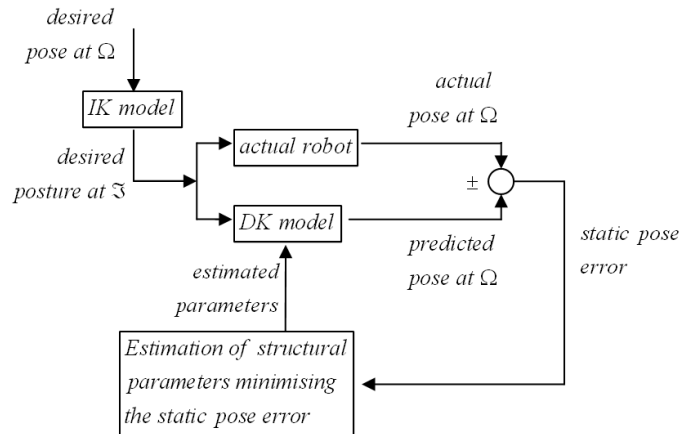 desired
pose at Ω
IK model
desired
posture at ℑ
actual robot
actual
pose at Ω
±
DK model
predicted
pose at Ω
static pose
error
estimated
parameters
Estimation of structural
parameters minimising
the static pose error